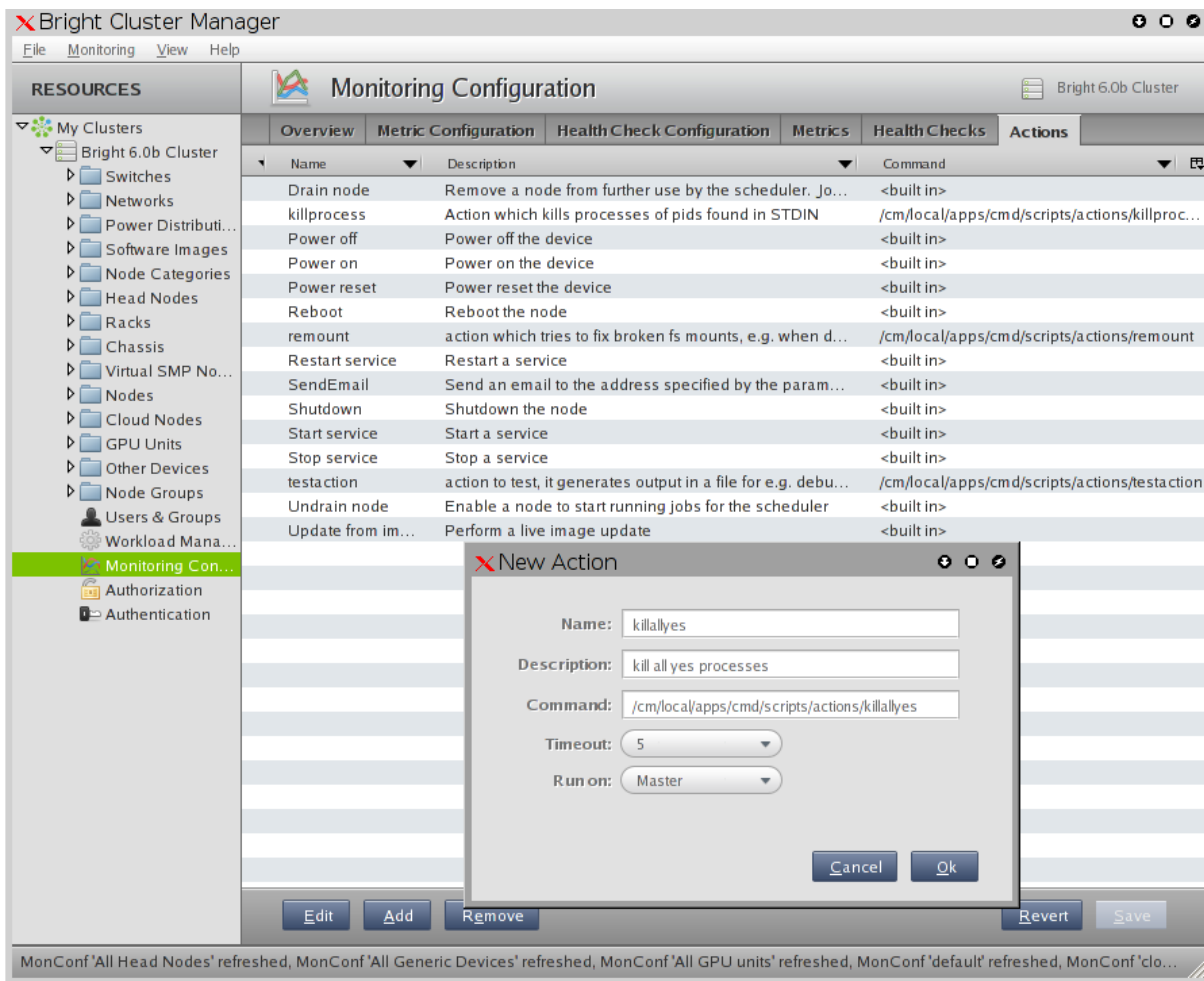 Bright Cluster Manager
File Monitoring View Help
RESOURCES
My Clusters
Bright 6.0b Cluster
Switches
Networks
Power Distributi...
Software Images
Node Categories
Head Nodes
Racks
Chassis
Virtual SMP No...
Nodes
Cloud Nodes
GPU Units
Other Devices
Node Groups
Users & Groups
Workload Mana...
Monitoring Con...
Authorization
Authentication
Monitoring Configuration
Bright 6.0b Cluster
Overview Metric Configuration Health Check Configuration Metrics Health Checks Actions
Name Description Command
Drain node Remove a node from further use by the scheduler. Jo... <built in>
killprocess Action which kills processes of pids found in STDIN /cm/local/apps/cmd/scripts/actions/killproc...
Power off Power off the device <built in>
Power on Power on the device <built in>
Power reset Power reset the device <built in>
Reboot Reboot the node <built in>
remount action which tries to fix broken fs mounts, e.g. when d... /cm/local/apps/cmd/scripts/actions/remount
Restart service Restart a service <built in>
SendEmail Send an email to the address specified by the param... <built in>
Shutdown Shutdown the node <built in>
Start service Start a service <built in>
Stop service Stop a service <built in>
testaction action to test, it generates output in a file for e.g. debu... /cm/local/apps/cmd/scripts/actions/testaction
Undrain node Enable a node to start running jobs for the scheduler <built in>
Update from im... Perform a live image update <built in>
New Action
Name: killallyes
Description: kill all yes processes
Command: /cm/local/apps/cmd/scripts/actions/killallyes
Timeout: 5
Run on: Master
Cancel Ok
Edit Add Remove Revert Save
MonConf 'All Head Nodes' refreshed, MonConf 'All Generic Devices' refreshed, MonConf 'All GPU units' refreshed, MonConf 'default' refreshed, MonConf 'clo...